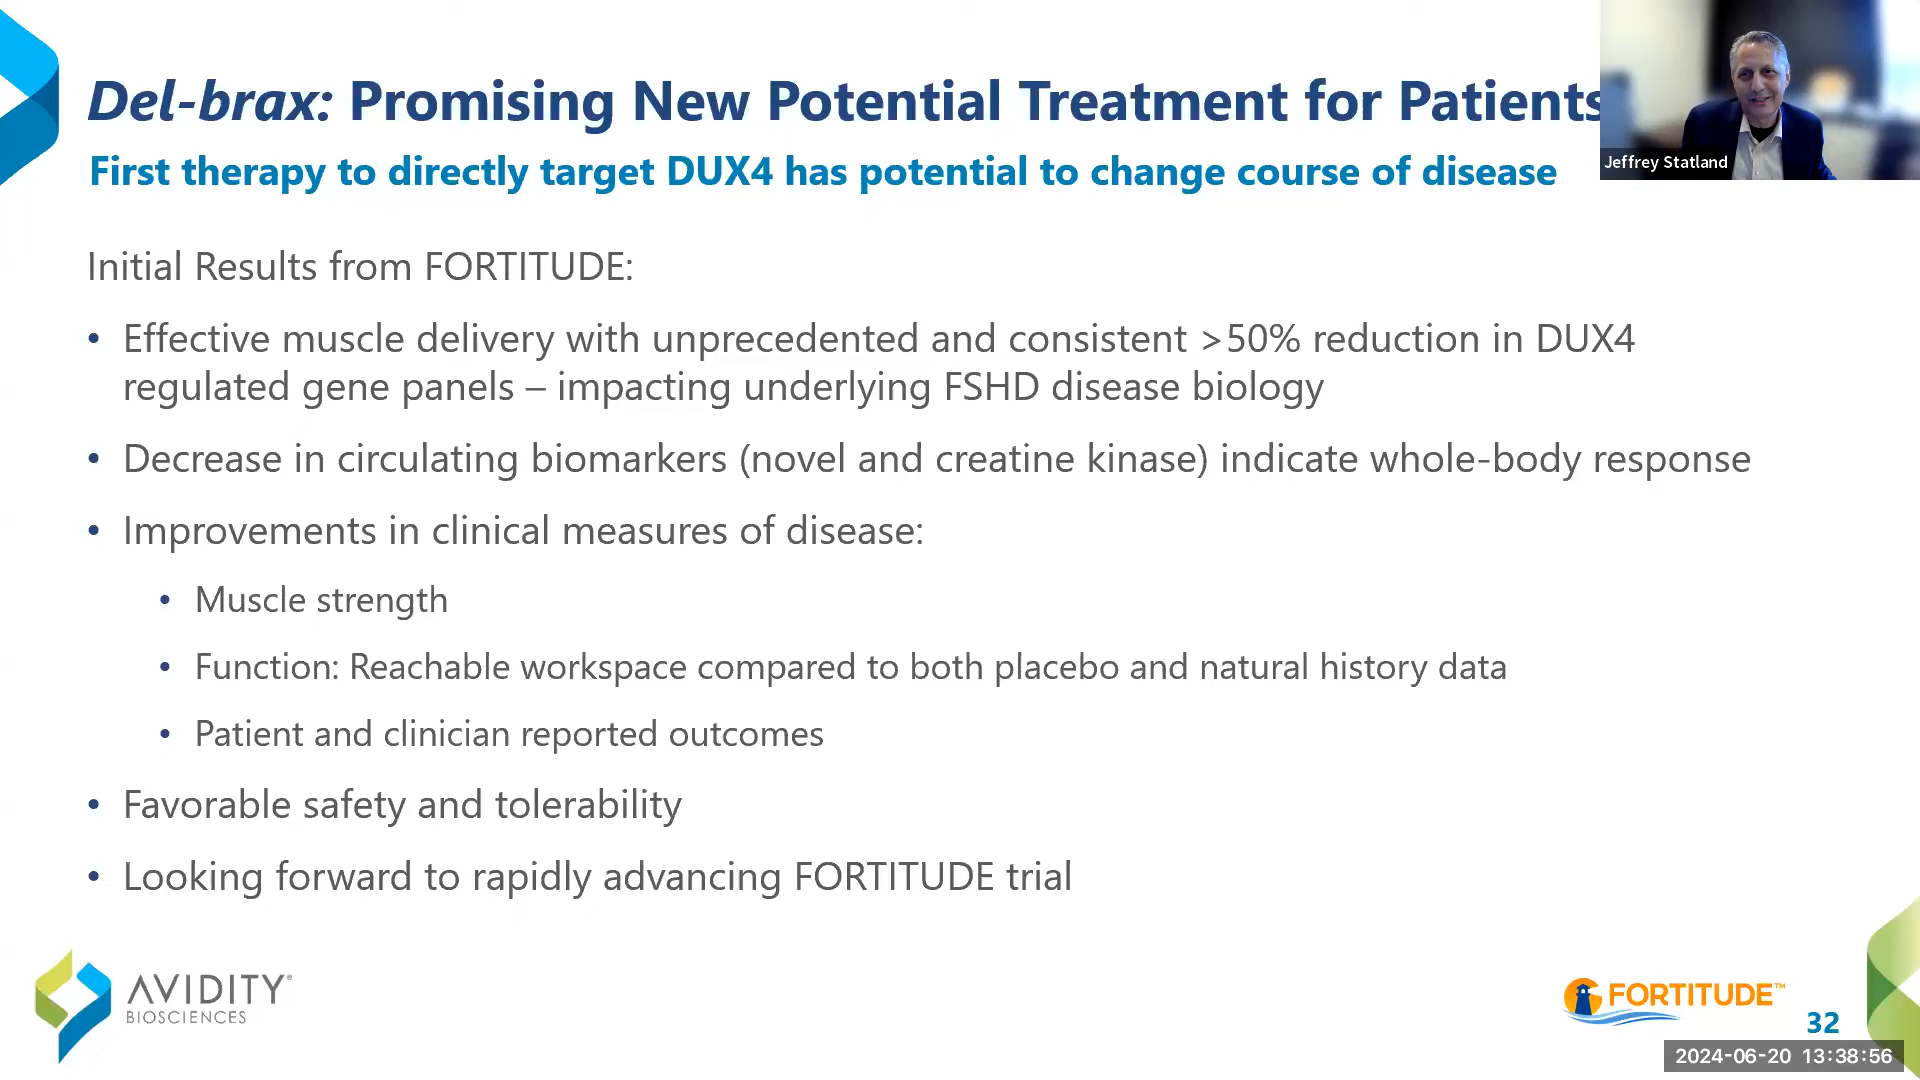 Del-brax: Promising New Potential Treatment for Patients
Jeffrey Statland
First therapy to directly target DUX4 has potential to change course of disease
Initial Results from FORTITUDE:
• Effective muscle delivery with unprecedented and consistent >50% reduction in DUX4
regulated gene panels – impacting underlying FSHD disease biology
• Decrease in circulating biomarkers (novel and creatine kinase) indicate whole-body response
• Improvements in clinical measures of disease:
• Muscle strength
• Function: Reachable workspace compared to both placebo and natural history data
• Patient and clinician reported outcomes
• Favorable safety and tolerability
• Looking forward to rapidly advancing FORTITUDE trial
AVIDITY®
BIOSCIENCES
FORTITUDE™
32
2024-06-20 13:38:56